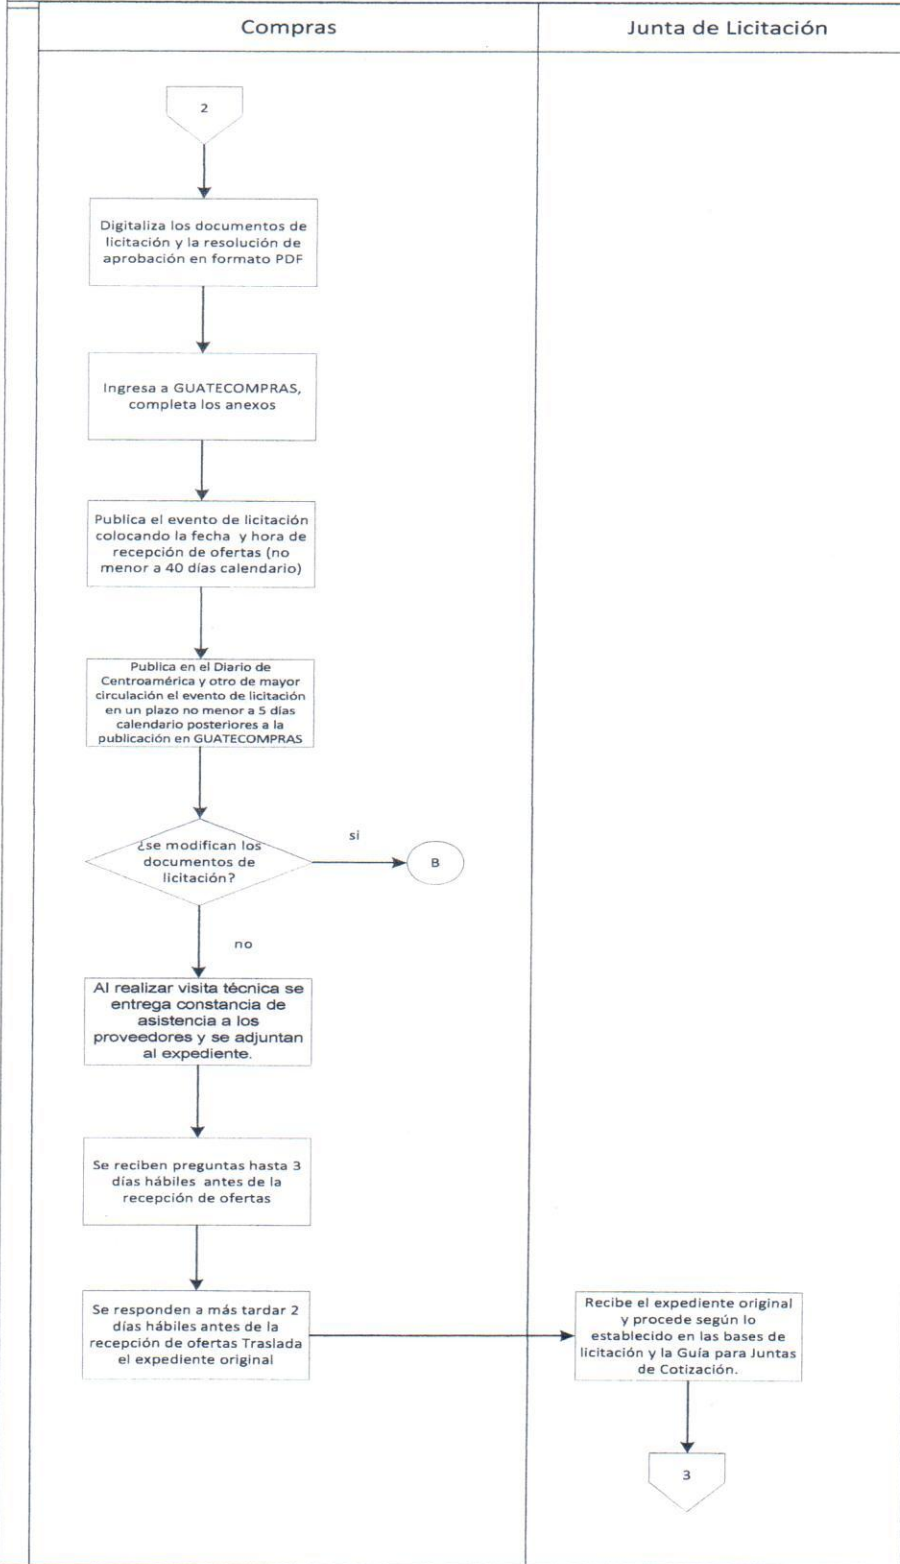 Compras
Junta de Licitación
2
Digitaliza los documentos de
licitación y la resolución de
aprobación en formato PDF
Ingresa a GUATECOMPRAS,
completa los anexos
Publica el evento de licitación
colocando la fecha y hora de
recepción de ofertas (no
menor a 40 días calendario)
Publica en el Diario de
Centroamérica y otro de mayor
circulación el evento de licitación
en un plazo no menor a 5 días
calendario posteriores a la
publicación en GUATECOMPRAS
¿se modifican los
documentos de
licitación?
si
B
no
Al realizar visita técnica se
entrega constancia de
asistencia a los
proveedores y se adjuntan
al expediente.
Se reciben preguntas hasta 3
días hábiles antes de la
recepción de ofertas
Se responden a más tardar 2
días hábiles antes de la
recepción de ofertas Traslada
el expediente original
Recibe el expediente original
y procede según lo
establecido en las bases de
licitación y la Guía para Juntas
de Cotización.
3